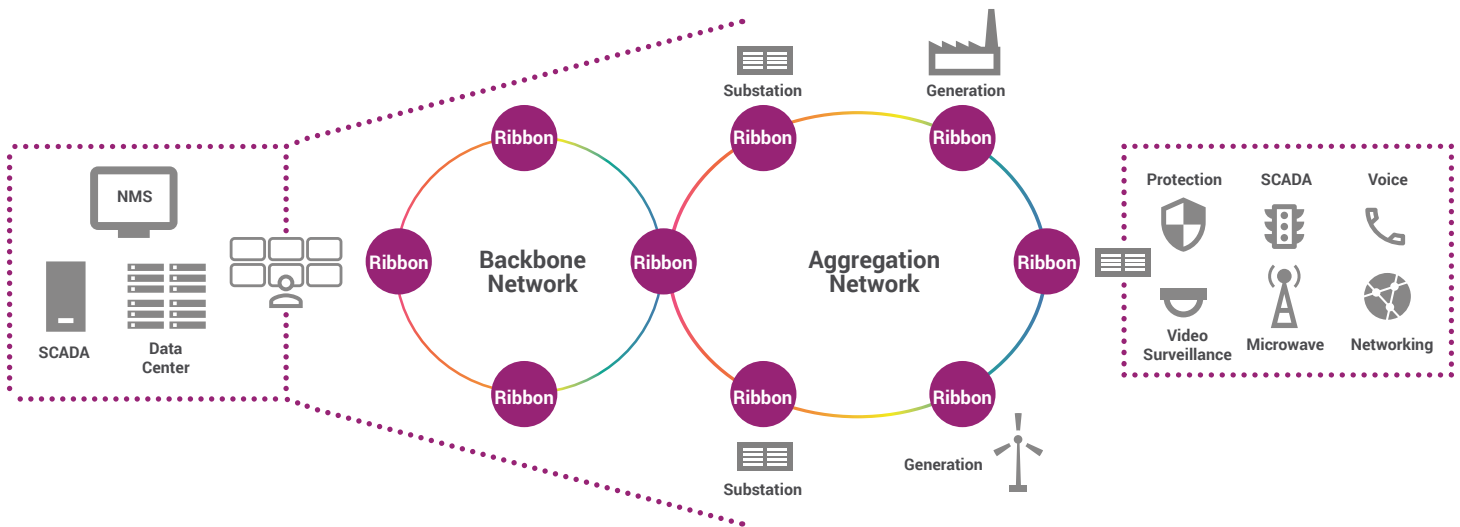 NMS
SCADA
Data
Center
Ribbon
Ribbon
Backbone
Network
Ribbon
Ribbon
Substation
Ribbon
Generation
Ribbon
Aggregation
Network
Ribbon
Ribbon
Substation
Ribbon
Generation
Protection
SCADA
Voice
Video
Surveillance
Microwave
Networking